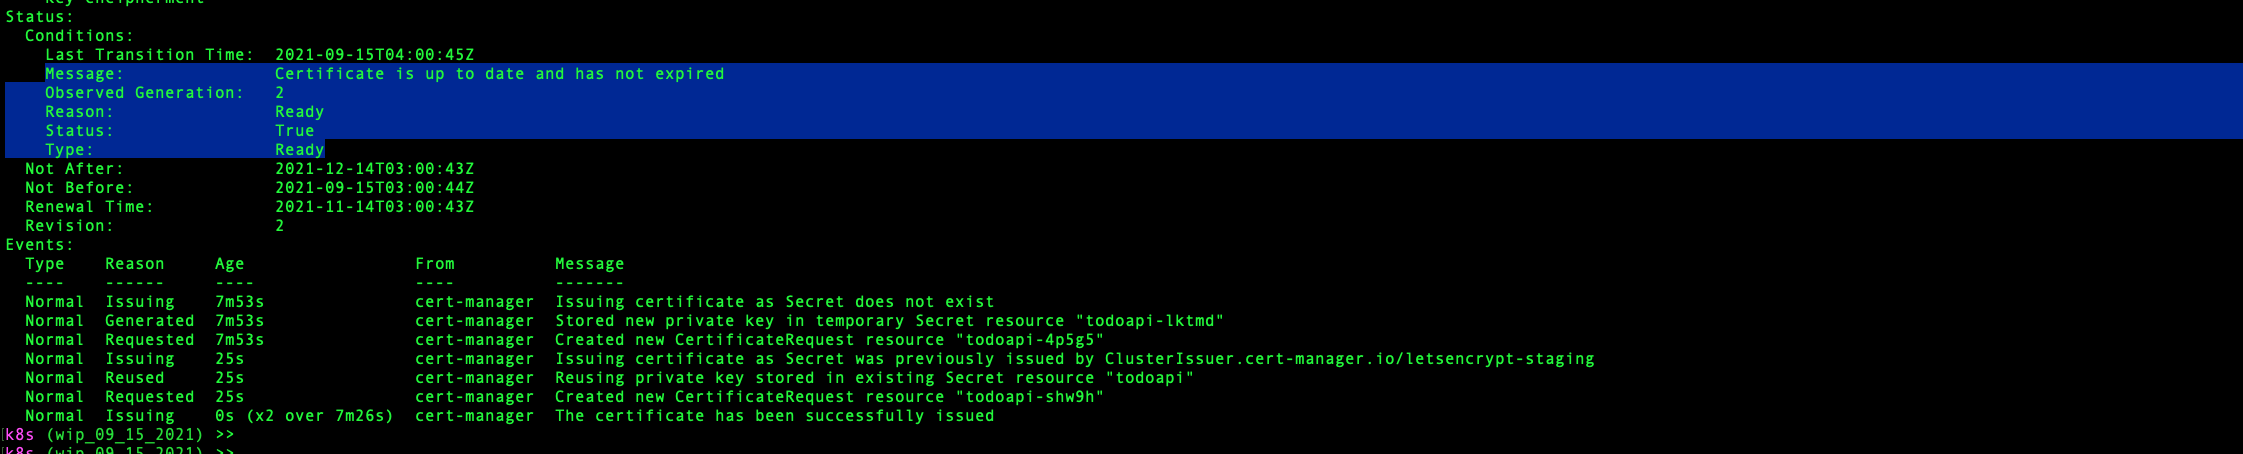 key encipherment
Status:
  Conditions:
    Last Transition Time:  2021-09-15T04:00:45Z
    Message:               Certificate is up to date and has not expired
    Observed Generation:   2
    Reason:                Ready
    Status:                True
    Type:                  Ready
  Not After:               2021-12-14T03:00:43Z
  Not Before:              2021-09-15T03:00:44Z
  Renewal Time:            2021-11-14T03:00:43Z
  Revision:                2
Events:
  Type    Reason     Age                    From          Message
  ----    ------     ----                   ----          -------
  Normal  Issuing    7m53s                  cert-manager  Issuing certificate as Secret does not exist
  Normal  Generated  7m53s                  cert-manager  Stored new private key in temporary Secret resource "todoapi-lktmd"
  Normal  Requested  7m53s                  cert-manager  Created new CertificateRequest resource "todoapi-4p5g5"
  Normal  Issuing    25s                    cert-manager  Issuing certificate as Secret was previously issued by ClusterIssuer.cert-manager.io/letsencrypt-staging
  Normal  Reused     25s                    cert-manager  Reusing private key stored in existing Secret resource "todoapi"
  Normal  Requested  25s                    cert-manager  Created new CertificateRequest resource "todoapi-shw9h"
  Normal  Issuing    0s (x2 over 7m26s)  cert-manager  The certificate has been successfully issued
k8s (wip_09_15_2021) >>
k8s (wip_09_15_2021) >>